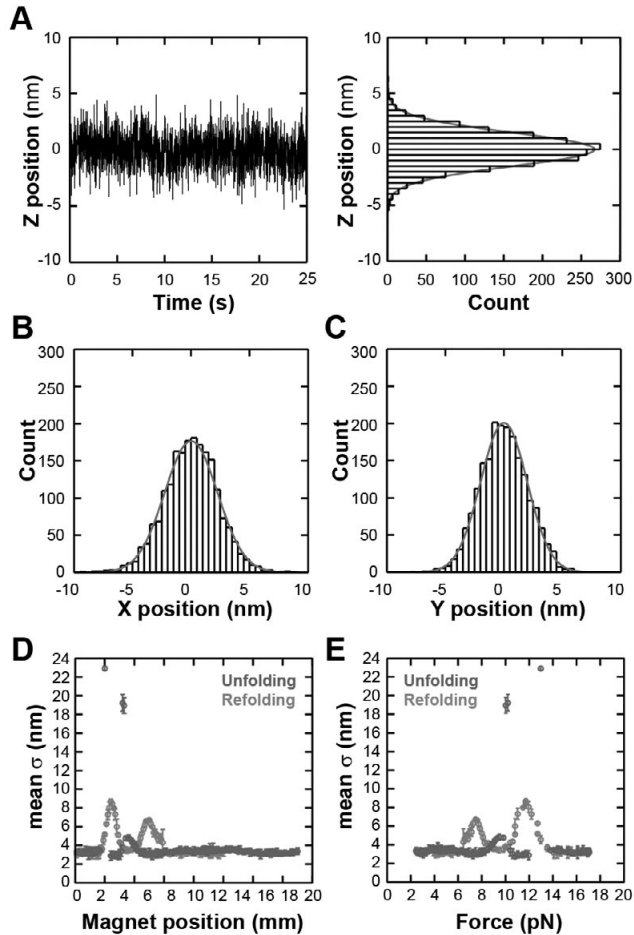 A
Z position (nm)
10
5
0
-5
-10
0 5 10 15 20 25
Time (s)
Z position (nm)
10
5
0
-5
-10
0 50 100 150 200 250 300
Count
B
Count
300
250
200
150
100
50
0
-10 -5 0 5 10
X position (nm)
C
Count
300
250
200
150
100
50
0
-10 -5 0 5 10
Y position (nm)
D
mean σ (nm)
24
22
20
18
16
14
12
10
8
6
4
2
0
Unfolding
Refolding
0 2 4 6 8 10 12 14 16 18 20
Magnet position (mm)
E
mean σ (nm)
24
22
20
18
16
14
12
10
8
6
4
2
0
Unfolding
Refolding
0 2 4 6 8 10 12 14 16 18 20
Force (pN)